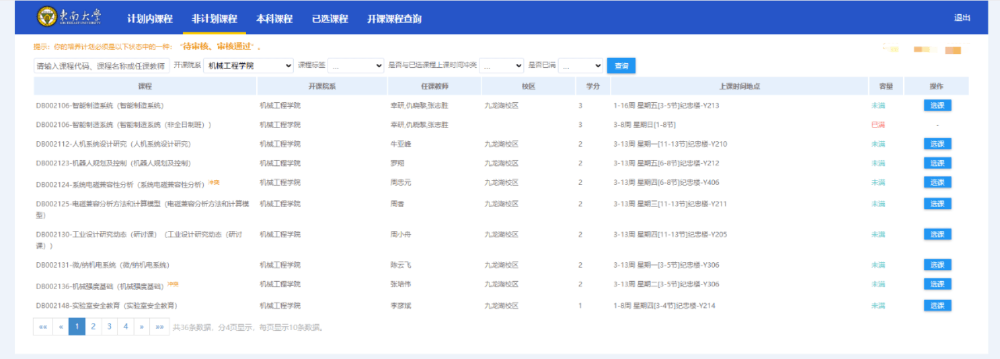 东南大学 计划内课程 非计划课程 本科课程 已选课程 开课课程查询 退出
SOUTHEAST UNIVERSITY
提示：你的培养计划必须是以下状态中的一种： “待审核、审核通过” 。
请输入课程代码、课程名称或任课教师 开课院系 机械工程学院 课程标签 ... 是否与已选课程上课时间冲突 ... 是否已满 ... 查询
课程 开课院系 任课教师 校区 学分 上课时间地点 容量 操作
DB002106-智能制造系统（智能制造系统） 机械工程学院 幸研,仇晓黎,张志胜 九龙湖校区 3 1-16周 星期五[3-5节]纪忠楼-Y213 未满 选课
DB002106-智能制造系统（智能制造系统（非全日制班）） 机械工程学院 幸研,仇晓黎,张志胜 3 3-8周 星期日[1-8节] 已满 -
DB002112-人机系统设计研究（人机系统设计研究） 机械工程学院 牛亚峰 九龙湖校区 2 3-13周 星期一[11-13节]纪忠楼-Y210 未满 选课
DB002123-机器人规划及控制（机器人规划及控制） 机械工程学院 罗翔 九龙湖校区 2 3-13周 星期五[6-8节]纪忠楼-Y212 未满 选课
DB002124-系统电磁兼容性分析（系统电磁兼容性分析） 冲突 机械工程学院 周忠元 九龙湖校区 2 3-13周 星期四[6-8节]纪忠楼-Y406 未满 选课
DB002125-电磁兼容分析方法和计算模型（电磁兼容分析方法和计算模 机械工程学院 周香 九龙湖校区 2 3-13周 星期三[11-13节]纪忠楼-Y211 未满 选课
型）
DB002130-工业设计研究动态（研讨课）（工业设计研究动态（研讨 机械工程学院 周小舟 九龙湖校区 2 3-13周 星期四[11-13节]纪忠楼-Y205 未满 选课
课））
DB002131-微/纳机电系统（微/纳机电系统） 机械工程学院 陈云飞 九龙湖校区 2 3-13周 星期一[3-5节]纪忠楼-Y306 未满 选课
DB002136-机械强度基础（机械强度基础） 冲突 机械工程学院 张培伟 九龙湖校区 2 3-13周 星期二[3-5节]纪忠楼-Y306 未满 选课
DB002148-实验室安全教育（实验室安全教育） 机械工程学院 李彦斌 九龙湖校区 1 1-8周 星期四[3-4节]纪忠楼-Y214 未满 选课
«« « 1 2 3 4 » »» 共36条数据，分4页显示，每页显示10条数据。